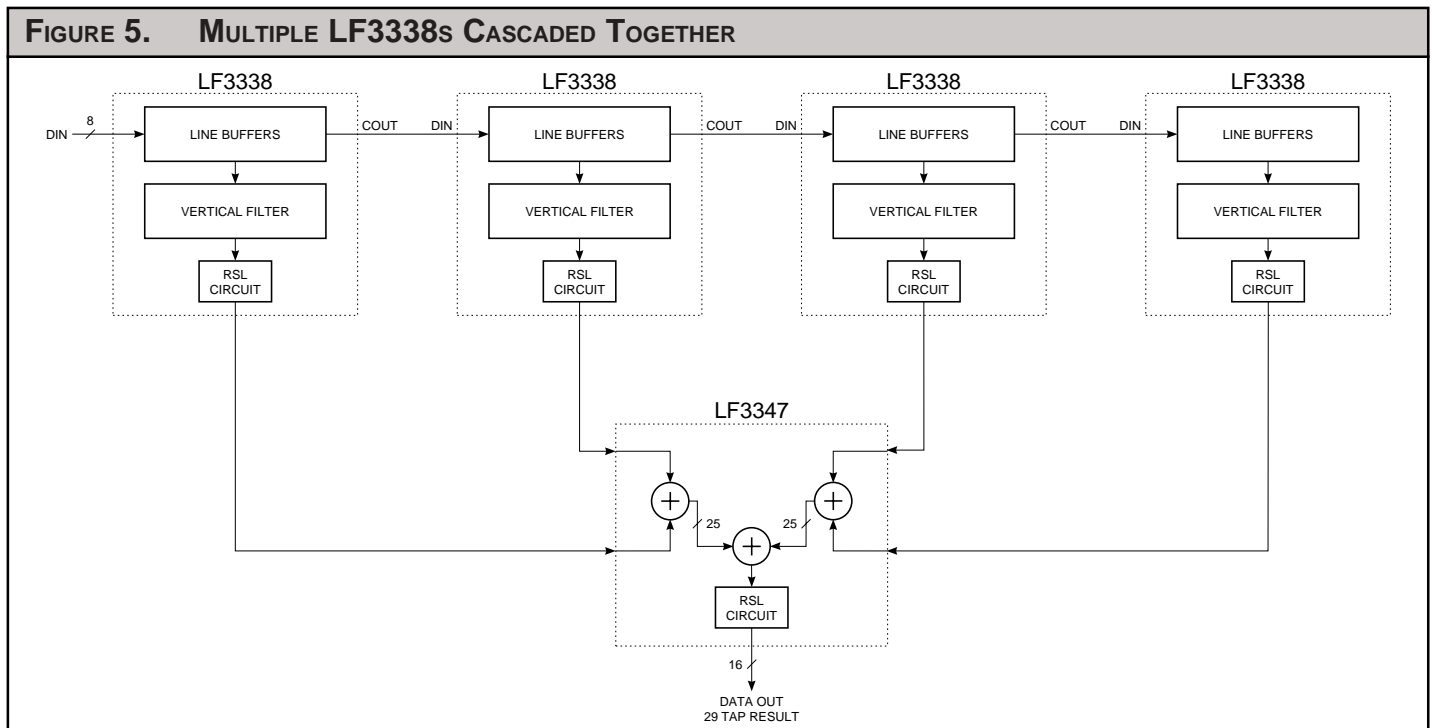 FIGURE 5. MULTIPLE LF3338S CASCADED TOGETHER
LF3338 LF3338 LF3338 LF3338
DIN 8 LINE BUFFERS COUT DIN LINE BUFFERS COUT DIN LINE BUFFERS COUT DIN LINE BUFFERS
VERTICAL FILTER VERTICAL FILTER VERTICAL FILTER VERTICAL FILTER
RSL RSL RSL RSL
CIRCUIT CIRCUIT CIRCUIT CIRCUIT
LF3347
+ +
25 25
+
RSL
CIRCUIT
16
DATA OUT
29 TAP RESULT